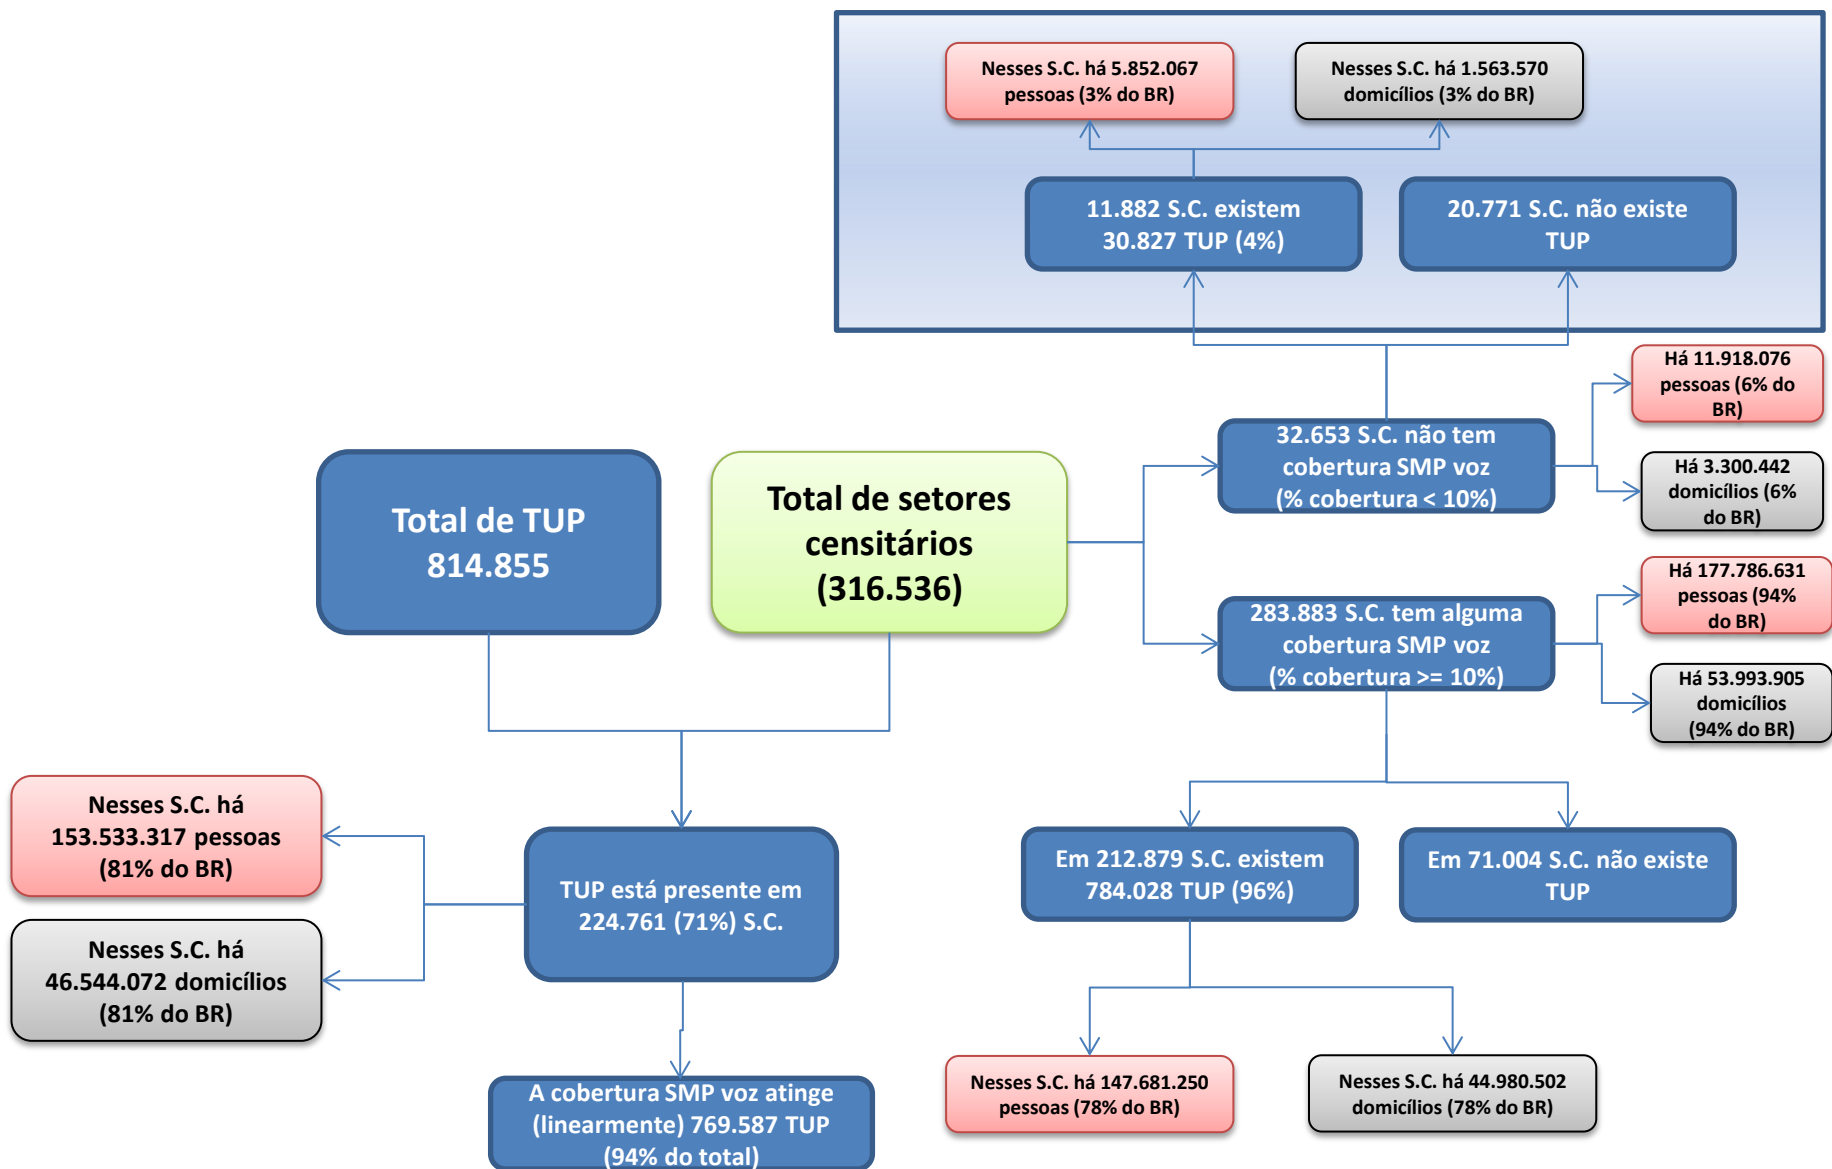 Nesses S.C. há 5.852.067
pessoas (3% do BR)
Nesses S.C. há 1.563.570
domicílios (3% do BR)
11.882 S.C. existem
30.827 TUP (4%)
20.771 S.C. não existe
TUP
Há 11.918.076
pessoas (6% do
BR)
32.653 S.C. não tem
cobertura SMP voz
(% cobertura < 10%)
Há 3.300.442
domicílios (6%
do BR)
Total de TUP
814.855
Total de setores
censitários
(316.536)
Há 177.786.631
pessoas (94%
do BR)
283.883 S.C. tem alguma
cobertura SMP voz
(% cobertura >= 10%)
Há 53.993.905
domicílios
(94% do BR)
Nesses S.C. há
153.533.317 pessoas
(81% do BR)
Nesses S.C. há
46.544.072 domicílios
(81% do BR)
TUP está presente em
224.761 (71%) S.C.
Em 212.879 S.C. existem
784.028 TUP (96%)
Em 71.004 S.C. não existe
TUP
A cobertura SMP voz atinge
(linearmente) 769.587 TUP
(94% do total)
Nesses S.C. há 147.681.250
pessoas (78% do BR)
Nesses S.C. há 44.980.502
domicílios (78% do BR)